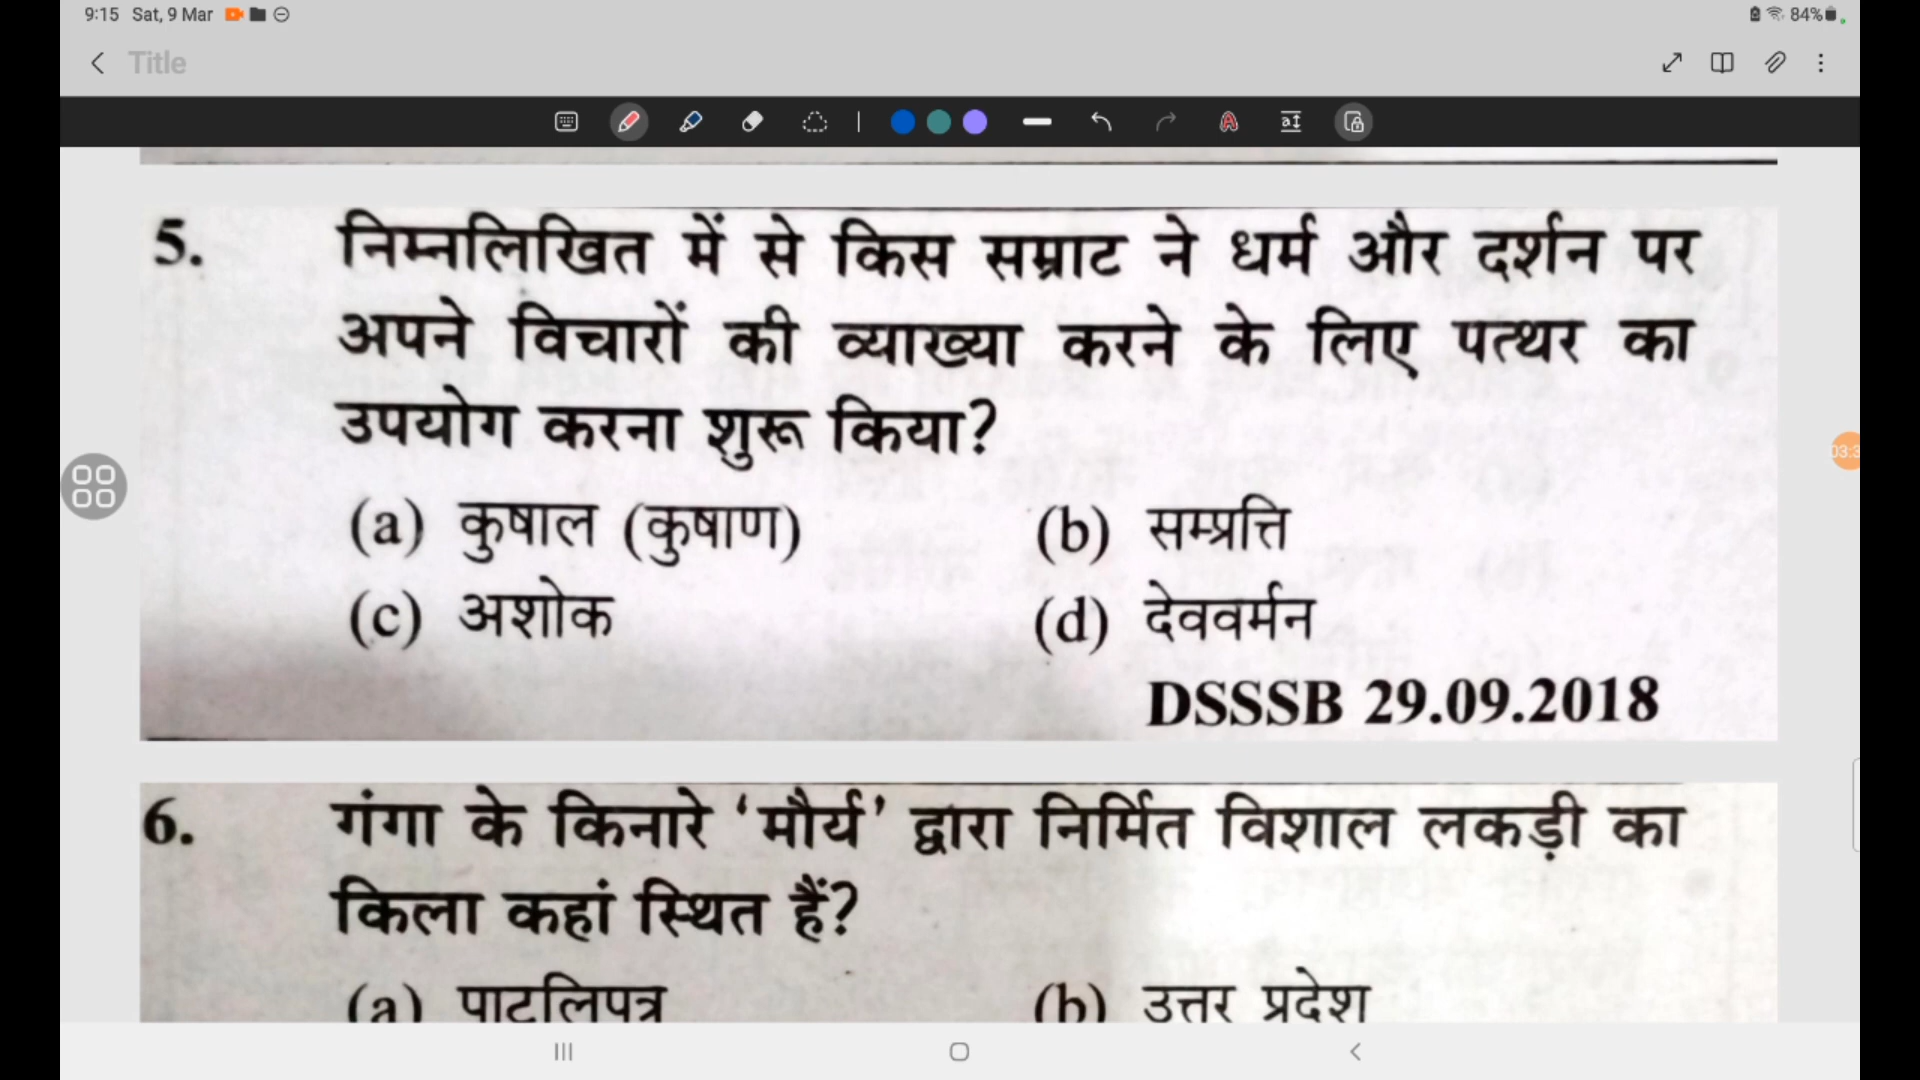 9:15 Sat, 9 Mar
84%
Title
5. निम्नलिखित में से किस सम्राट ने धर्म और दर्शन पर
अपने विचारों की व्याख्या करने के लिए पत्थर का
उपयोग करना शुरू किया?
(a) कुषाल (कुषाण) (b) सम्प्रत्ति
(c) अशोक (d) देववर्मन
DSSSB 29.09.2018
6. गंगा के किनारे ‘मौर्य’ द्वारा निर्मित विशाल लकड़ी का
किला कहां स्थित हैं?
(a) पाटलिपुत्र (b) उत्तर प्रदेश